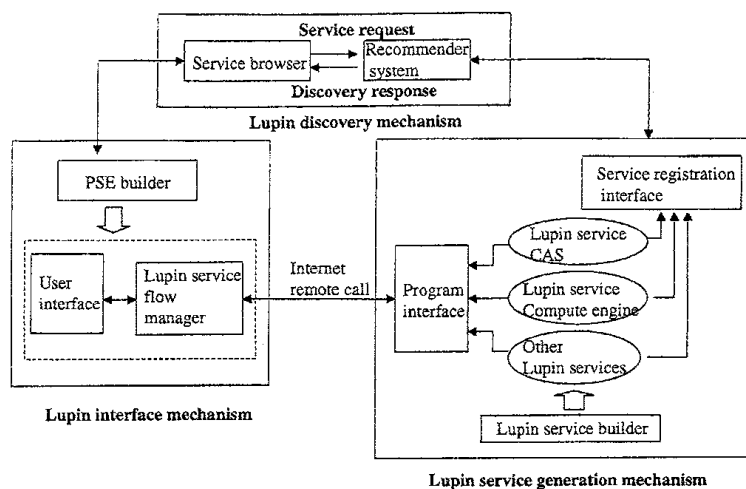 Service request
Service browser
Recommender
system
Discovery response
Lupin discovery mechanism
PSE builder
User
interface
Lupin service
flow
manager
Lupin interface mechanism
Internet
remote call
Service registration
interface
Program
interface
Lupin service
CAS
Lupin service
Compute engine
Other
Lupin services
Lupin service builder
Lupin service generation mechanism